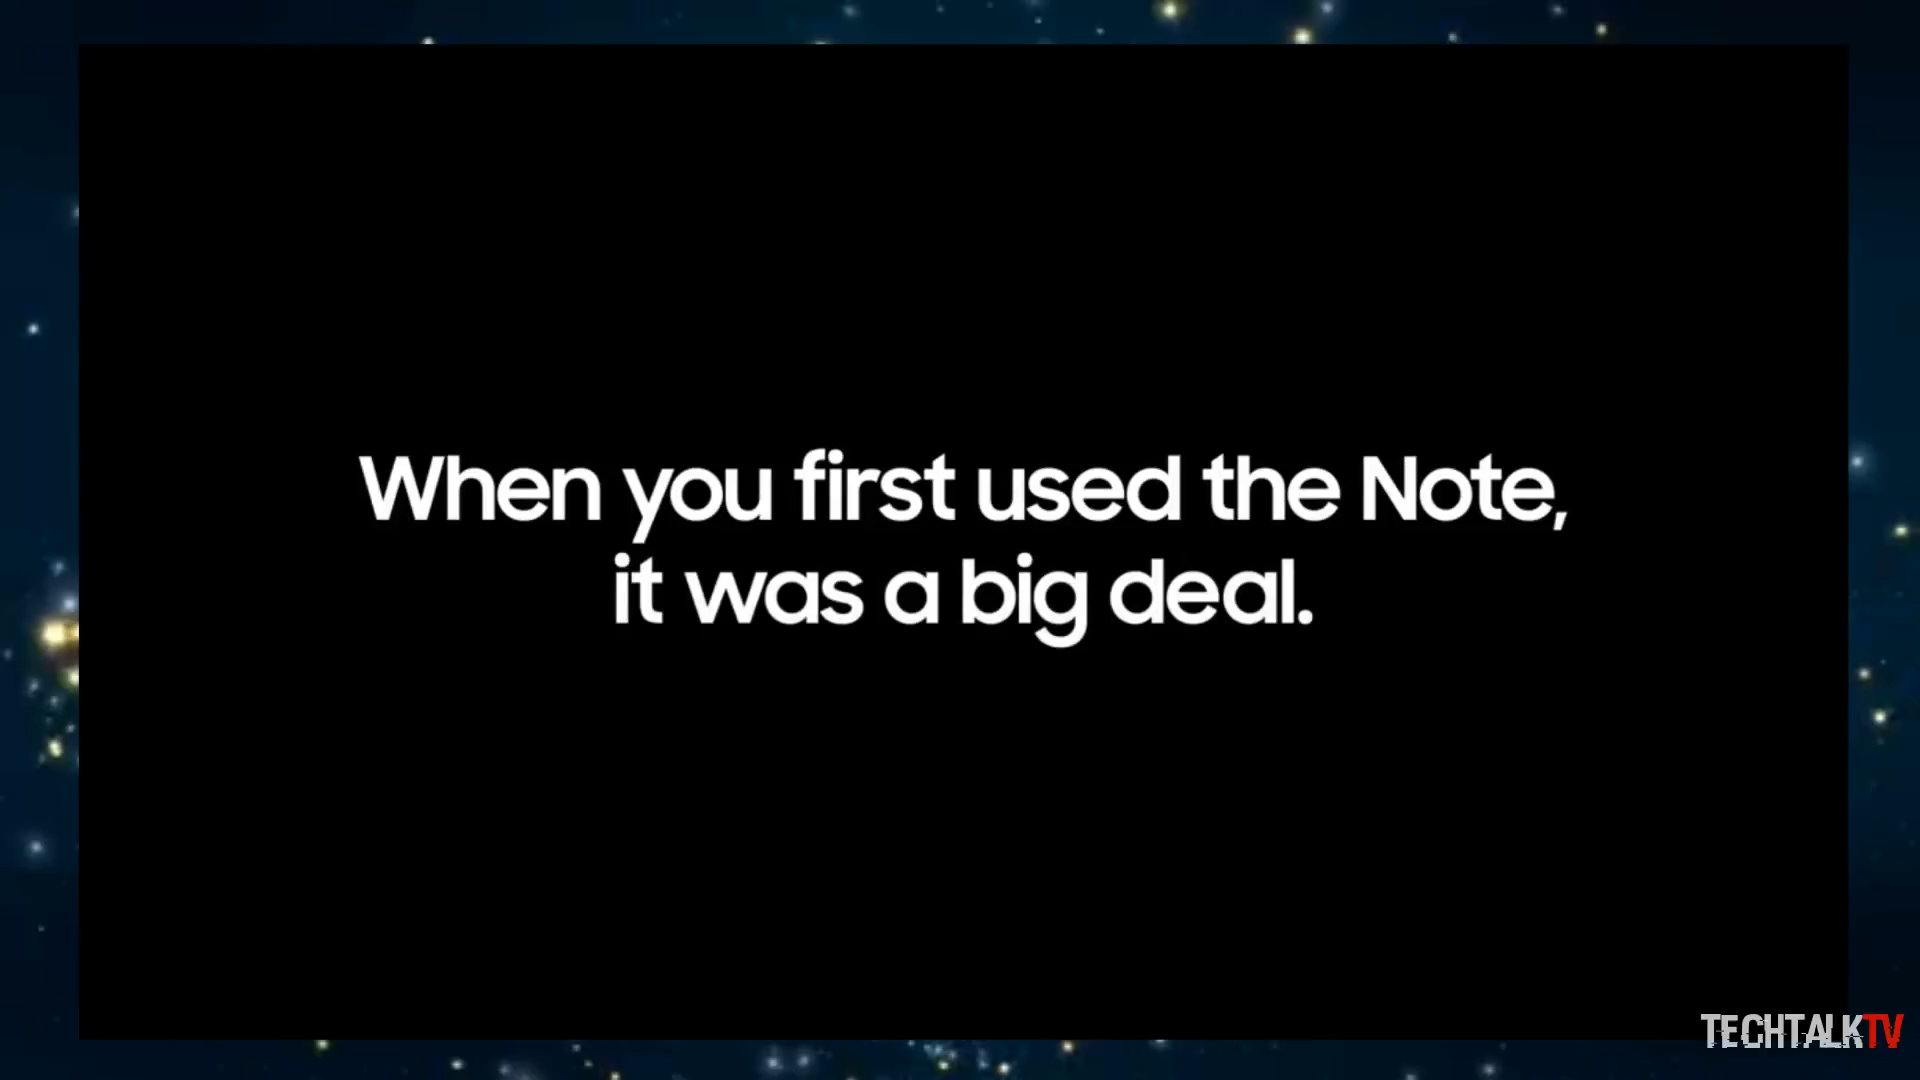 When you first used the Note,
it was a big deal.
TECHTALKTV